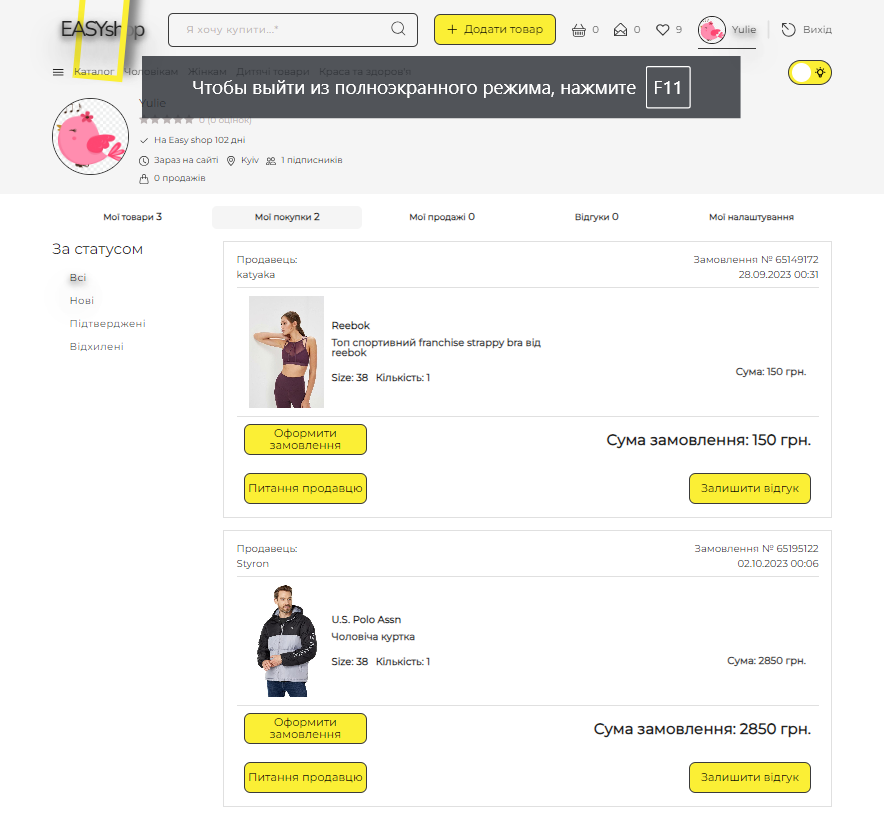 EASYshop
Я хочу купити...*
+ Додати товар
0
0
9
Yulie
Вихід
Каталог Чоловікам Жінкам Дитячі товари Краса та здоров'я
Чтобы выйти из полноэкранного режима, нажмите F11
Yulie
0 (0 оцінок)
На Easy shop 102 дні
Зараз на сайті Kyiv 1 підписників
0 продажів
Мої товари 3
Мої покупки 2
Мої продажі 0
Відгуки 0
Мої налаштування
За статусом
Всі
Нові
Підтверджені
Відхилені
Продавець:
katyaka
Замовлення № 65149172
28.09.2023 00:31
Reebok
Топ спортивний franchise strappy bra від
reebok
Size: 38 Кількість: 1
Сума: 150 грн.
Оформити
замовлення
Сума замовлення: 150 грн.
Питання продавцю
Залишити відгук
Продавець:
Styron
Замовлення № 65195122
02.10.2023 00:06
U.S. Polo Assn
Чоловіча куртка
Size: 38 Кількість: 1
Сума: 2850 грн.
Оформити
замовлення
Сума замовлення: 2850 грн.
Питання продавцю
Залишити відгук